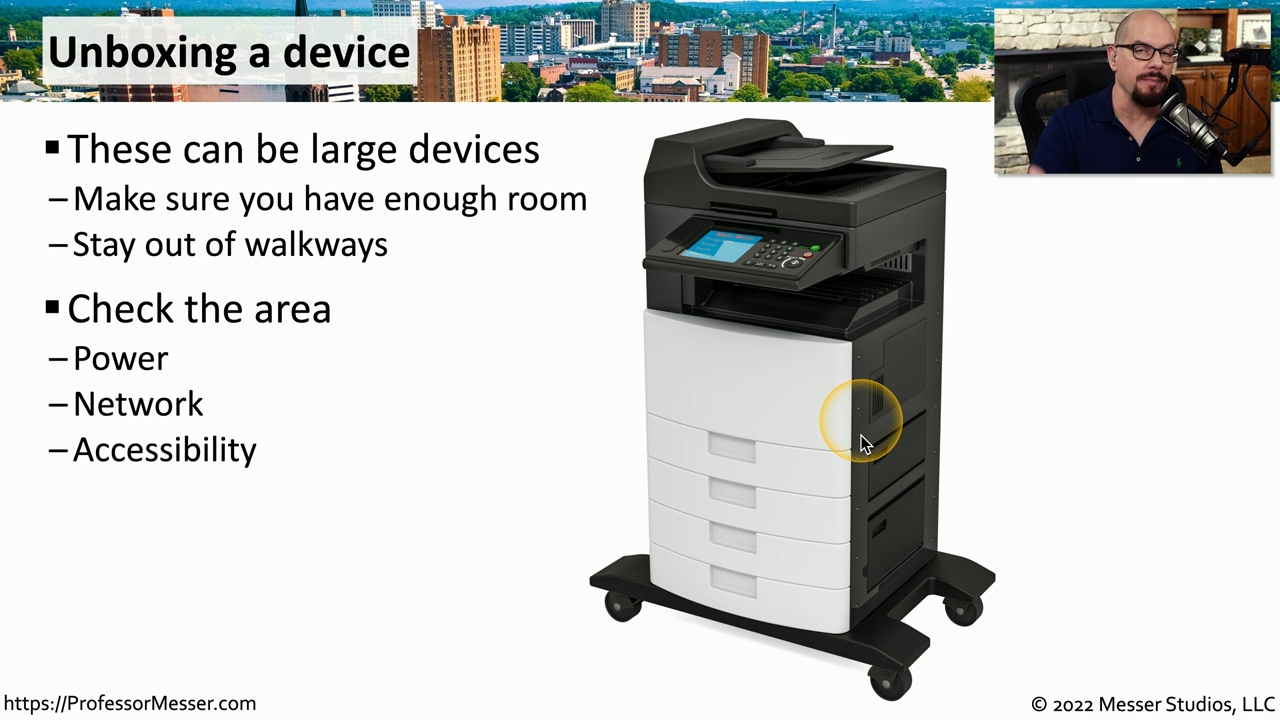 Unboxing a device
▪ These can be large devices
– Make sure you have enough room
– Stay out of walkways
▪ Check the area
– Power
– Network
– Accessibility
https://ProfessorMesser.com
© 2022 Messer Studios, LLC